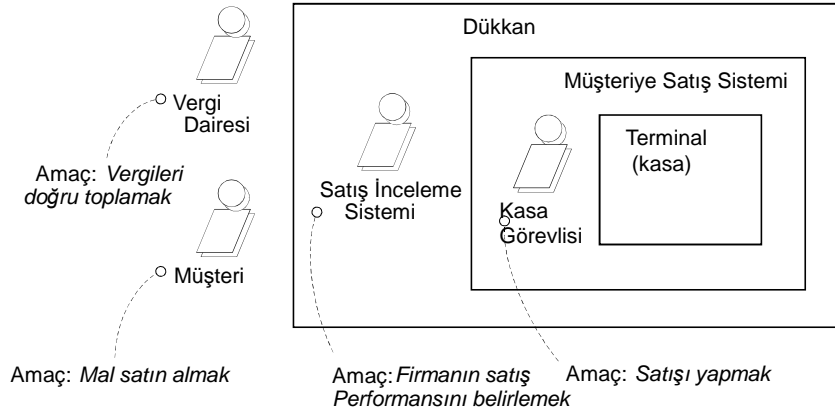 Dükkan
Müşteriye Satış Sistemi
Terminal
(kasa)
Vergi
Dairesi
Amaç: Vergileri
doğru toplamak
Satış İnceleme
Sistemi
Kasa
Görevlisi
Müşteri
Amaç: Mal satın almak
Amaç: Firmanın satış
Performansını belirlemek
Amaç: Satışı yapmak